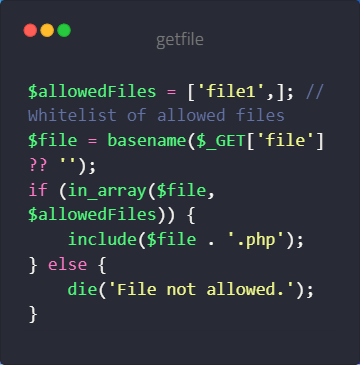 getfile
$allowedFiles = ['file1',]; //
Whitelist of allowed files
$file = basename($_GET['file']
?? '');
if (in_array($file,
$allowedFiles)) {
    include($file . '.php');
} else {
    die('File not allowed.');
}